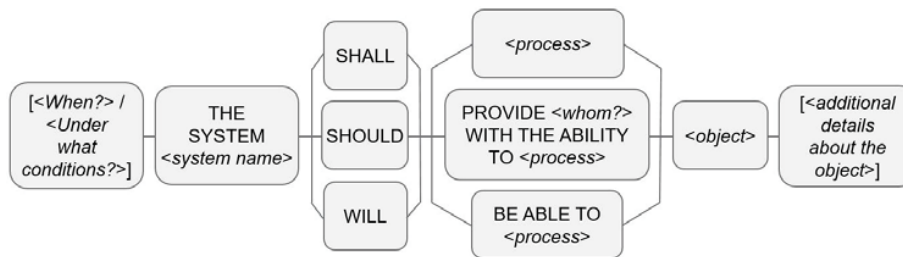 [<When?> /
<Under
what
conditions?>]
THE
SYSTEM
<system name>
SHALL
SHOULD
WILL
<process>
PROVIDE <whom?>
WITH THE ABILITY
TO <process>
BE ABLE TO
<process>
<object>
[<additional
details
about the
object>]